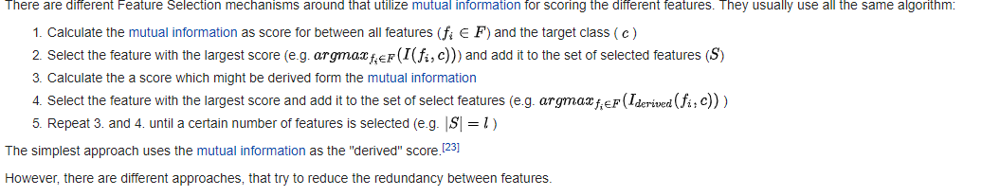 There are different Feature Selection mechanisms around that utilize mutual information for scoring the different features. They usually use all the same algorithm:
1. Calculate the mutual information as score for between all features (f_i ∈ F) and the target class ( c )
2. Select the feature with the largest score (e.g. argmax_{f_i∈F}(I(f_i, c))) and add it to the set of selected features (S)
3. Calculate the a score which might be derived form the mutual information
4. Select the feature with the largest score and add it to the set of select features (e.g. argmax_{f_i∈F}(I_{derived}(f_i, c)) )
5. Repeat 3. and 4. until a certain number of features is selected (e.g. |S| = l )
The simplest approach uses the mutual information as the "derived" score.[23]
However, there are different approaches, that try to reduce the redundancy between features.